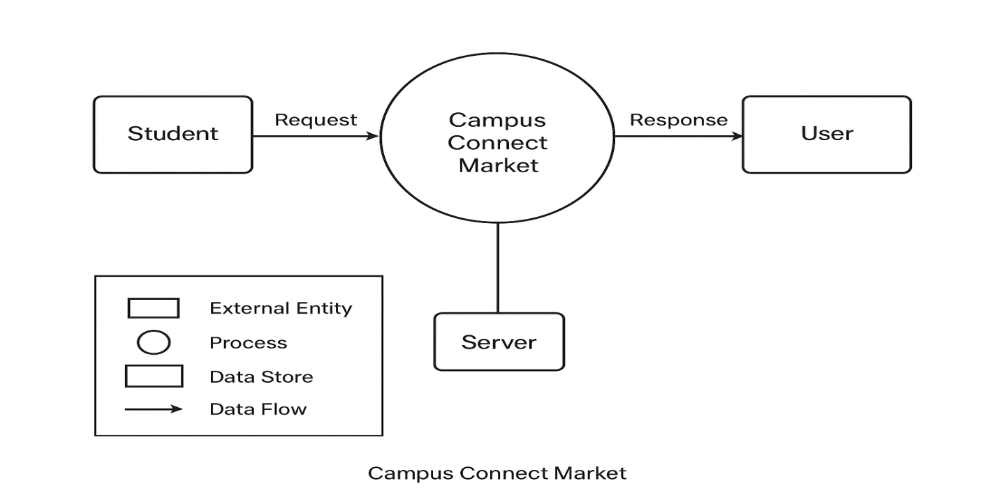 Student
Request
Campus
Connect
Market
Response
User
Server
External Entity
Process
Data Store
Data Flow
Campus Connect Market